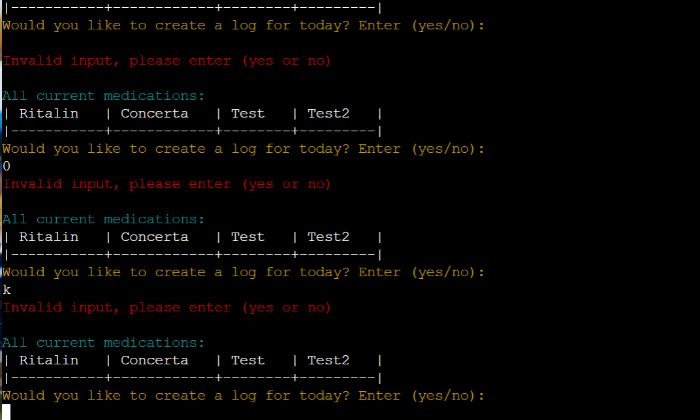 |-----------+------------+--------+---------|
Would you like to create a log for today? Enter (yes/no):
Invalid input, please enter (yes or no)
All current medications:
| Ritalin   | Concerta   | Test   | Test2   |
|-----------+------------+--------+---------|
Would you like to create a log for today? Enter (yes/no):
0
Invalid input, please enter (yes or no)
All current medications:
| Ritalin   | Concerta   | Test   | Test2   |
|-----------+------------+--------+---------|
Would you like to create a log for today? Enter (yes/no):
k
Invalid input, please enter (yes or no)
All current medications:
| Ritalin   | Concerta   | Test   | Test2   |
|-----------+------------+--------+---------|
Would you like to create a log for today? Enter (yes/no):